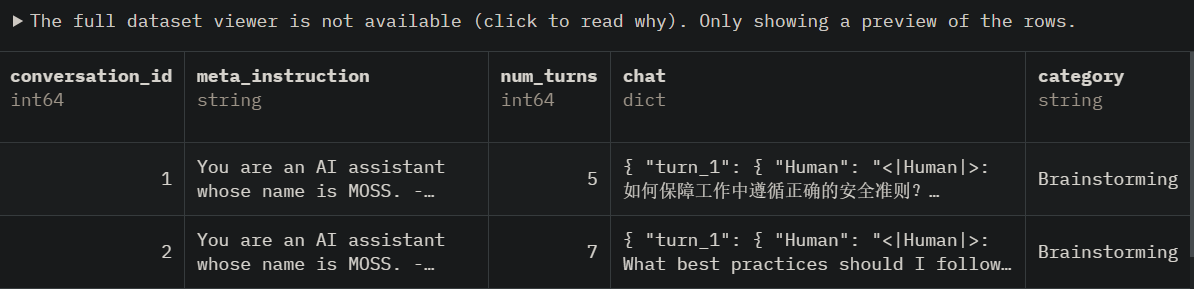 ▶ The full dataset viewer is not available (click to read why). Only showing a preview of the rows.
conversation_id meta_instruction num_turns chat category
int64 string int64 dict string
1 You are an AI assistant whose name is MOSS. -… 5 { "turn_1": { "Human": "<|Human|>: 如何保障工作中遵循正确的安全准则？… Brainstorming
2 You are an AI assistant whose name is MOSS. -… 7 { "turn_1": { "Human": "<|Human|>: What best practices should I follow… Brainstorming